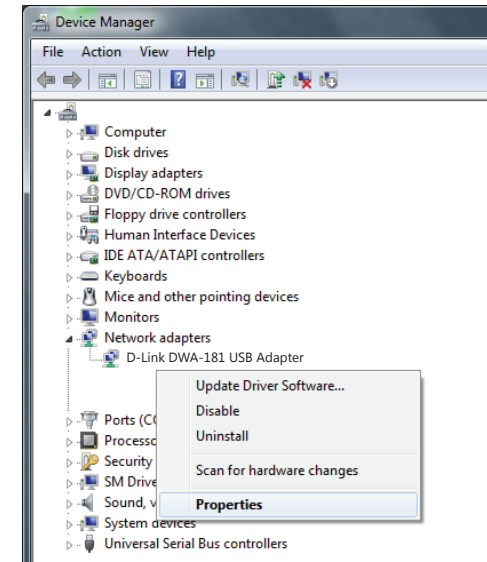 Device Manager
File Action View Help
Computer
Disk drives
Display adapters
DVD/CD-ROM drives
Floppy drive controllers
Human Interface Devices
IDE ATA/ATAPI controllers
Keyboards
Mice and other pointing devices
Monitors
Network adapters
D-Link DWA-181 USB Adapter
Update Driver Software...
Disable
Uninstall
Scan for hardware changes
Properties
Ports (CO
Processo
Security
SM Drive
Sound, v
System devices
Universal Serial Bus controllers